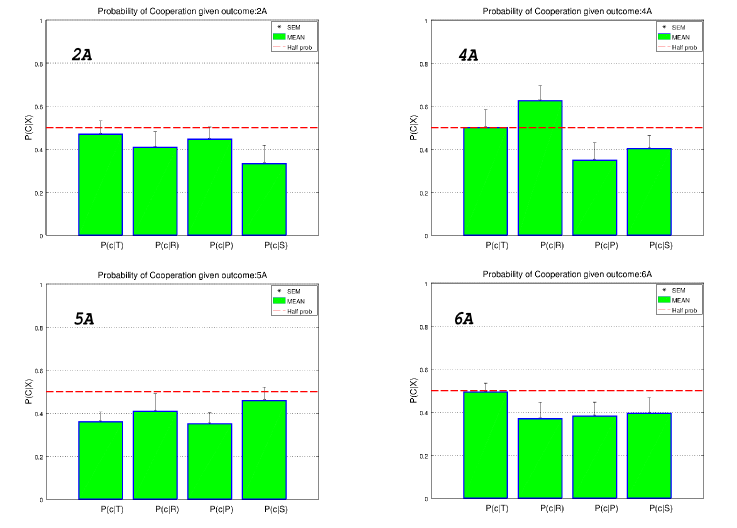 Probability of Cooperation given outcome:2A
SEM
MEAN
Half prob
2A
P(C|X)
1
0.8
0.6
0.4
0.2
0
P(c|T) P(c|R) P(c|P) P(c|S)
Probability of Cooperation given outcome:4A
SEM
MEAN
Half prob
4A
P(C|X)
1
0.8
0.6
0.4
0.2
0
P(c|T) P(c|R) P(c|P) P(c|S)
Probability of Cooperation given outcome:5A
SEM
MEAN
Half prob
5A
P(C|X)
1
0.8
0.6
0.4
0.2
0
P(c|T) P(c|R) P(c|P) P(c|S)
Probability of Cooperation given outcome:6A
SEM
MEAN
Half prob
6A
P(C|X)
1
0.8
0.6
0.4
0.2
0
P(c|T) P(c|R) P(c|P) P(c|S)